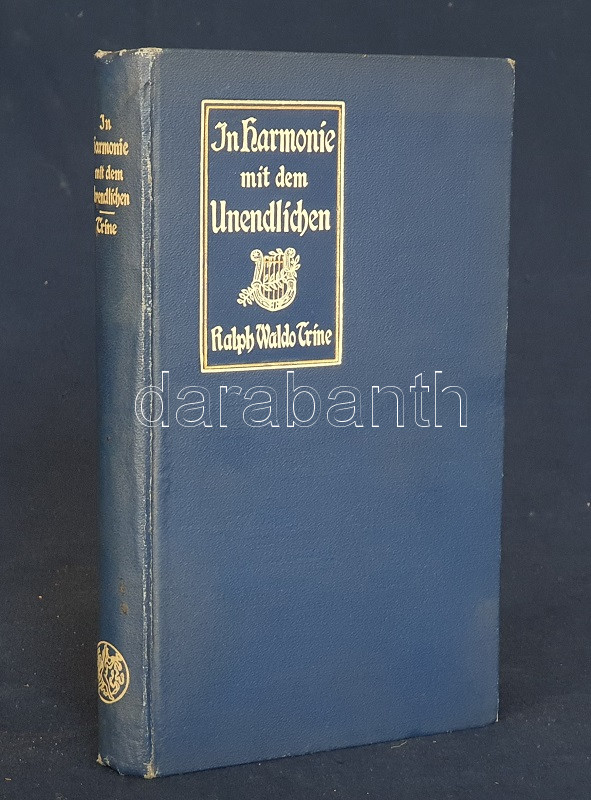 In Harmonie
mit dem
Unendlichen
Ralph Waldo Trine
In
Harmonie
mit dem
Unendlichen
Trine
darabanth